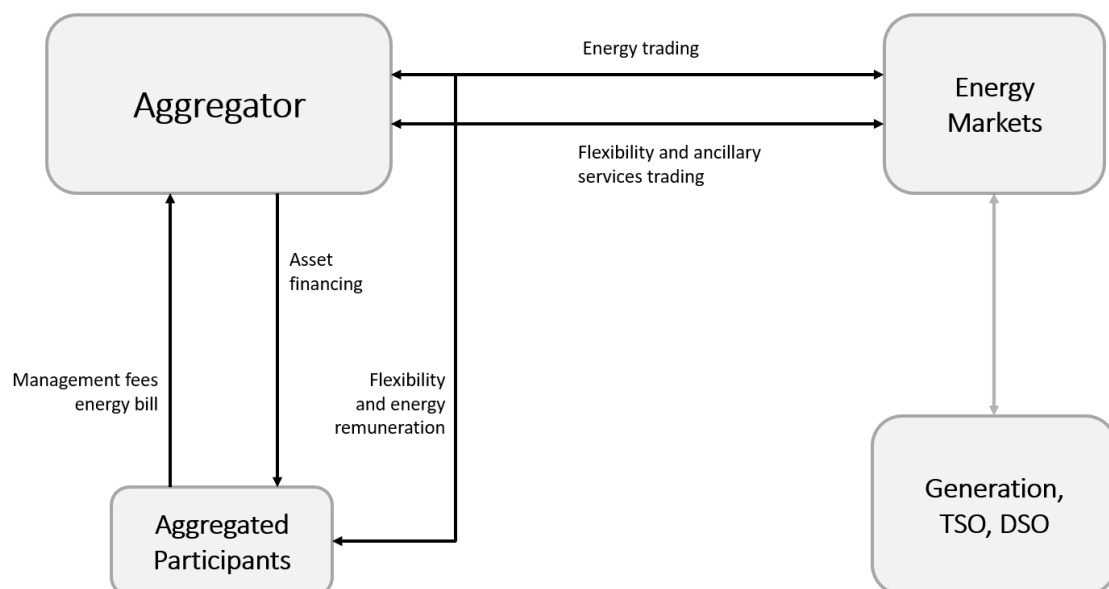 Energy trading
Aggregator
Energy
Markets
Flexibility and ancillary
services trading
Asset
financing
Management fees
energy bill
Flexibility
and energy
remuneration
Generation,
TSO, DSO
Aggregated
Participants